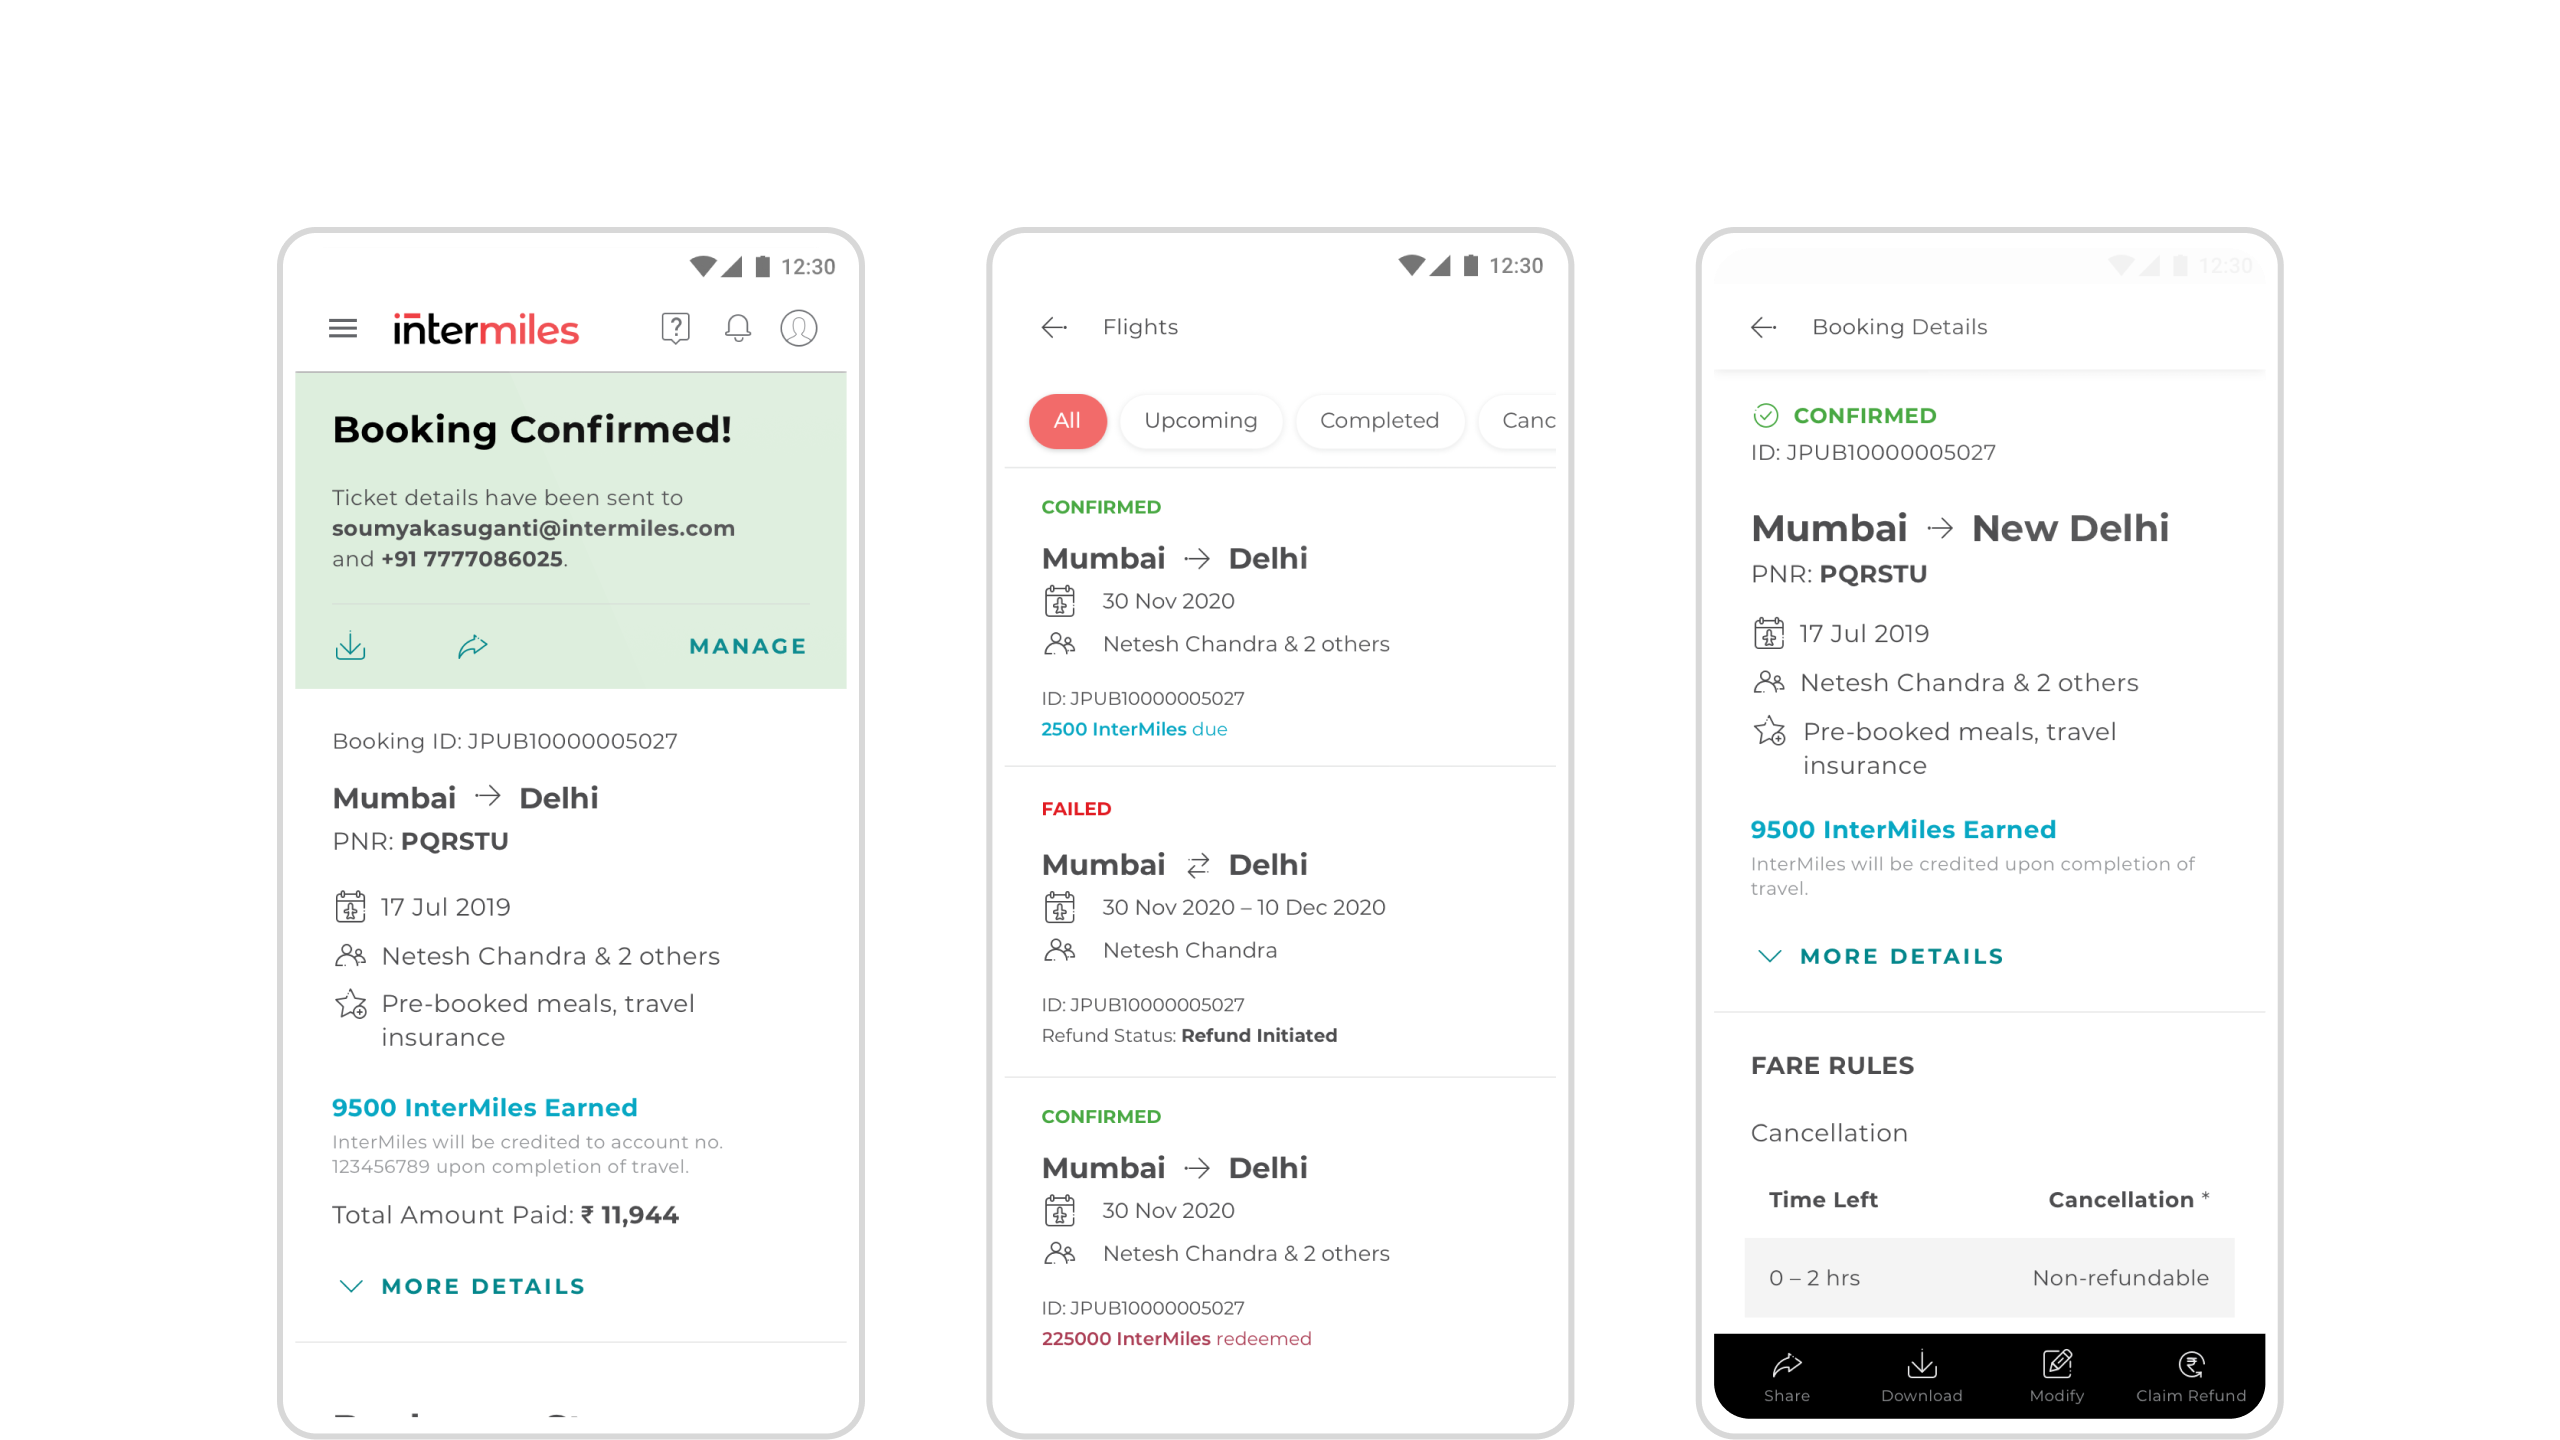 12:30
intermiles
Booking Confirmed!
Ticket details have been sent to
soumyakasuganti@intermiles.com
and +91 7777086025.
MANAGE
Booking ID: JPUB10000005027
Mumbai → Delhi
PNR: PQRSTU
17 Jul 2019
Netesh Chandra & 2 others
Pre-booked meals, travel
insurance
9500 InterMiles Earned
InterMiles will be credited to account no.
123456789 upon completion of travel.
Total Amount Paid: ₹ 11,944
MORE DETAILS
12:30
Flights
All Upcoming Completed Canc
CONFIRMED
Mumbai → Delhi
30 Nov 2020
Netesh Chandra & 2 others
ID: JPUB10000005027
2500 InterMiles due
FAILED
Mumbai ⇄ Delhi
30 Nov 2020 – 10 Dec 2020
Netesh Chandra
ID: JPUB10000005027
Refund Status: Refund Initiated
CONFIRMED
Mumbai → Delhi
30 Nov 2020
Netesh Chandra & 2 others
ID: JPUB10000005027
225000 InterMiles redeemed
12:30
Booking Details
CONFIRMED
ID: JPUB10000005027
Mumbai → New Delhi
PNR: PQRSTU
17 Jul 2019
Netesh Chandra & 2 others
Pre-booked meals, travel
insurance
9500 InterMiles Earned
InterMiles will be credited upon completion of
travel.
MORE DETAILS
FARE RULES
Cancellation
Time Left Cancellation *
0 – 2 hrs Non-refundable
Share Download Modify Claim Refund